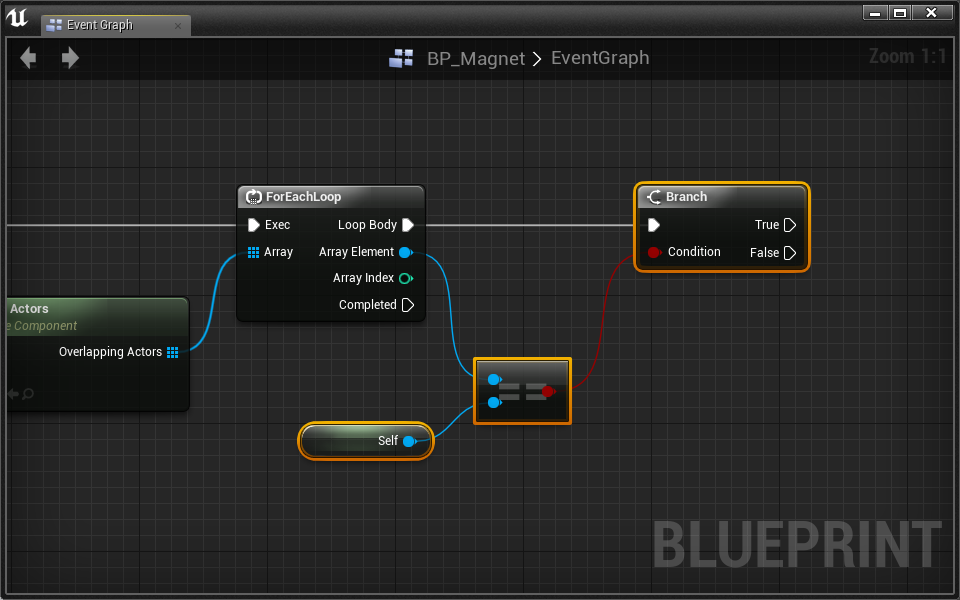 Event Graph
BP_Magnet > EventGraph
Zoom 1:1
ForEachLoop
Exec Loop Body
Array Array Element
Array Index
Completed
Branch
True
Condition False
Actors
e Component
Overlapping Actors
==
Self
BLUEPRINT